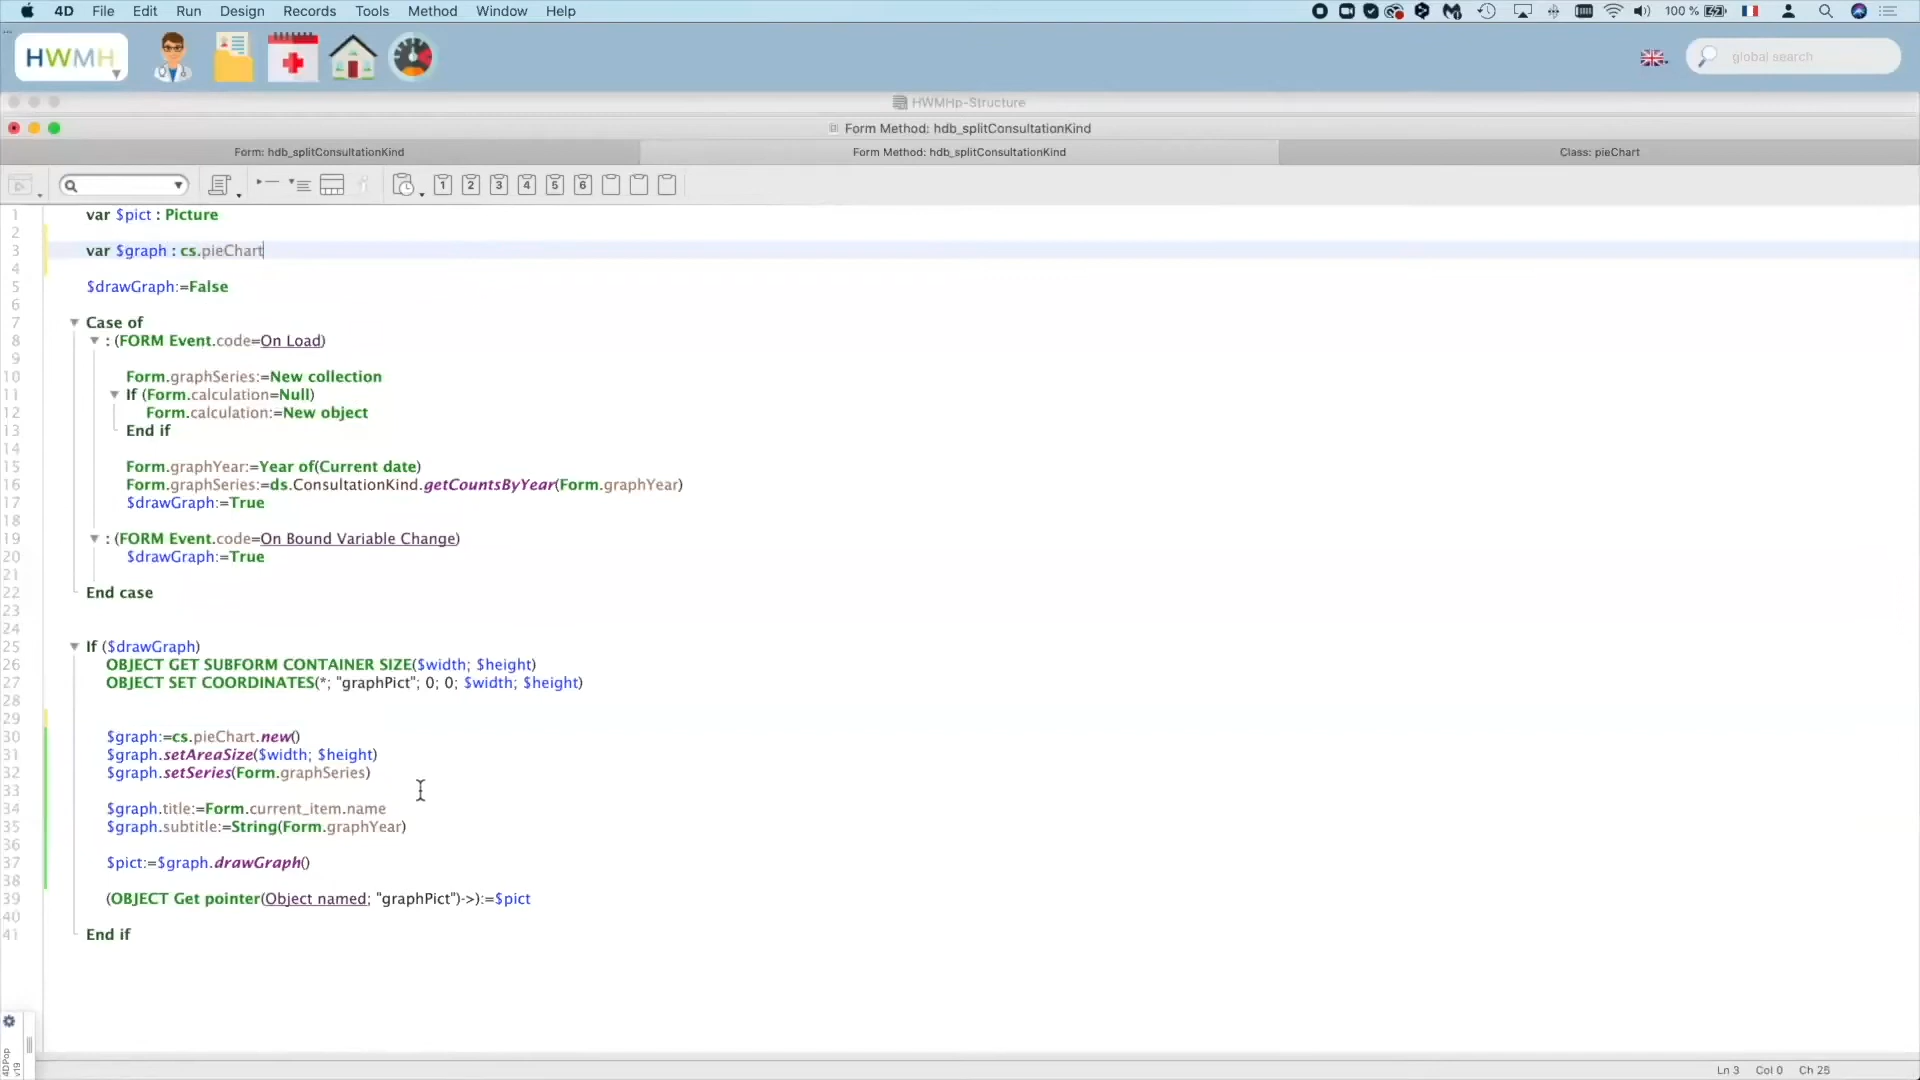 4D File Edit Run Design Records Tools Method Window Help 100 %
HWMH global search
HWMHp-Structure
Form Method: hdb_splitConsultationKind
Form: hdb_splitConsultationKind Form Method: hdb_splitConsultationKind Class: pieChart
1 2 3 4 5 6
1 var $pict : Picture
2
3 var $graph : cs.pieChart
4
5 $drawGraph:=False
6
7 Case of
8 : (FORM Event.code=On Load)
9
10 Form.graphSeries:=New collection
11 If (Form.calculation=Null)
12 Form.calculation:=New object
13 End if
14
15 Form.graphYear:=Year of(Current date)
16 Form.graphSeries:=ds.ConsultationKind.getCountsByYear(Form.graphYear)
17 $drawGraph:=True
18
19 : (FORM Event.code=On Bound Variable Change)
20 $drawGraph:=True
21
22 End case
23
24
25 If ($drawGraph)
26 OBJECT GET SUBFORM CONTAINER SIZE($width; $height)
27 OBJECT SET COORDINATES(*; "graphPict"; 0; 0; $width; $height)
28
29
30 $graph:=cs.pieChart.new()
31 $graph.setAreaSize($width; $height)
32 $graph.setSeries(Form.graphSeries)
33
34 $graph.title:=Form.current_item.name
35 $graph.subtitle:=String(Form.graphYear)
36
37 $pict:=$graph.drawGraph()
38
39 (OBJECT Get pointer(Object named; "graphPict")->):=$pict
40
41 End if
4DPop v19
Ln 3 Col 0 Ch 25